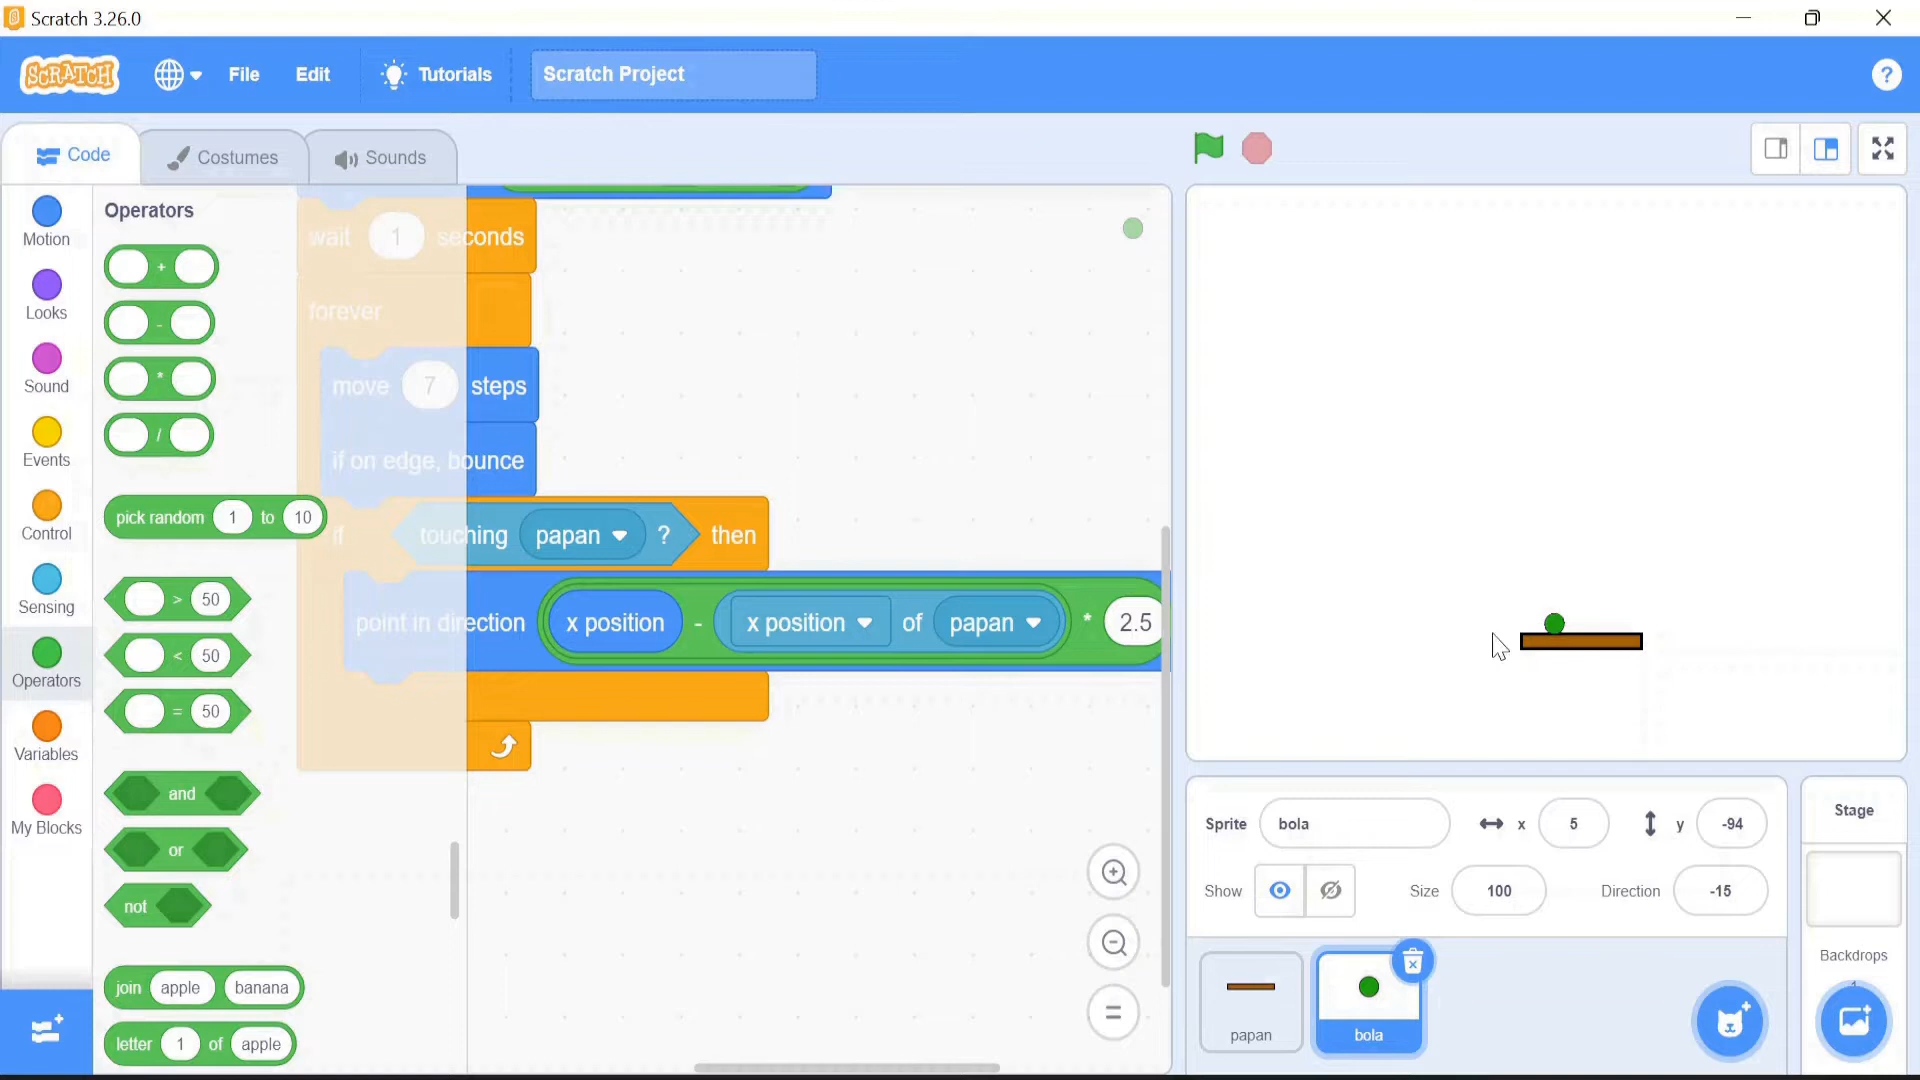 Scratch 3.26.0
SCRATCH File Edit Tutorials Scratch Project ?
Code Costumes Sounds
Motion
Looks
Sound
Events
Control
Sensing
Operators
Variables
My Blocks
Operators
+
-
*
/
pick random 1 to 10
> 50
< 50
= 50
and
or
not
join apple banana
letter 1 of apple
wait 1 seconds
forever
move 7 steps
if on edge, bounce
if touching papan ? then
point in direction x position - x position of papan * 2.5
Sprite bola x 5 y -94
Show Size 100 Direction -15
papan
bola
Stage
Backdrops
1